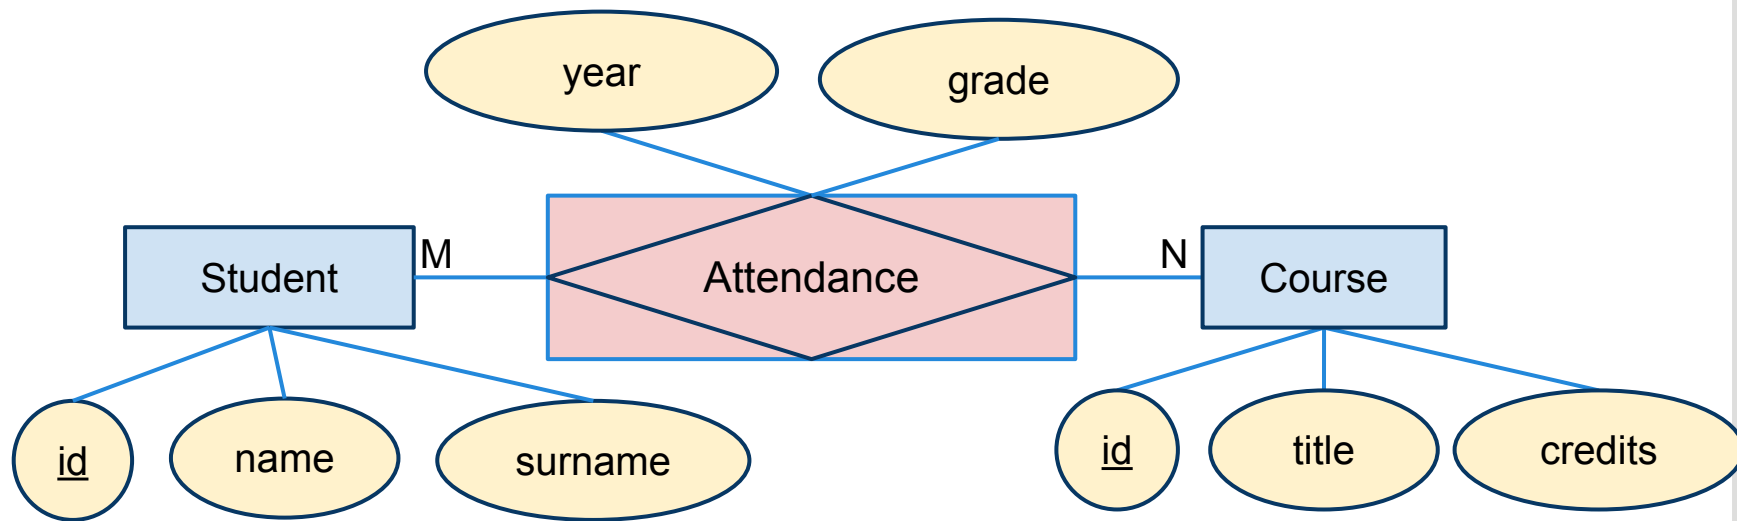 year
grade
Student
M
Attendance
N
Course
id
name
surname
id
title
credits